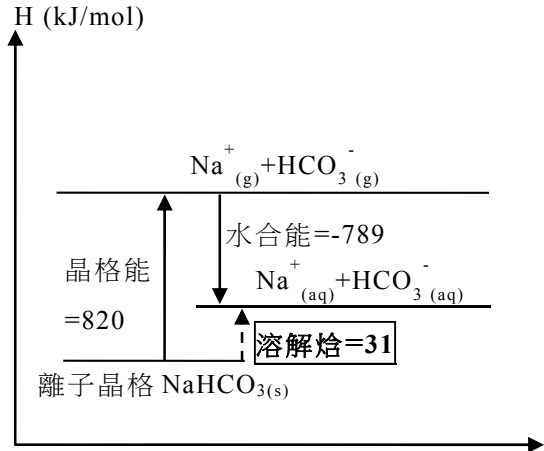 H (kJ/mol)
Na⁺(g)+HCO₃⁻(g)
水合能=-789
晶格能
=820
Na⁺(aq)+HCO₃⁻(aq)
溶解焓=31
離子晶格 NaHCO₃(s)